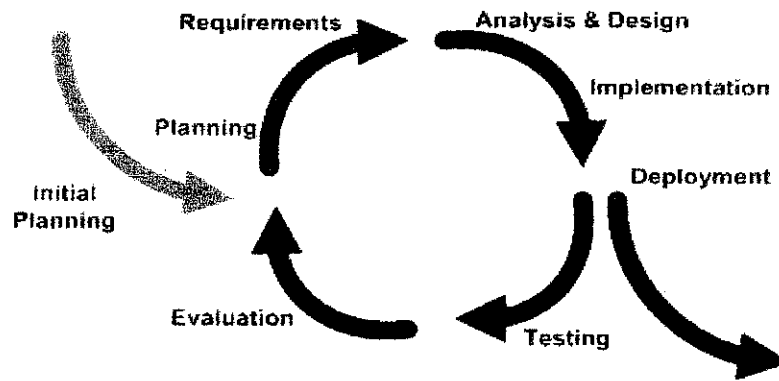 Requirements
Analysis & Design
Implementation
Planning
Deployment
Initial
Planning
Evaluation
Testing